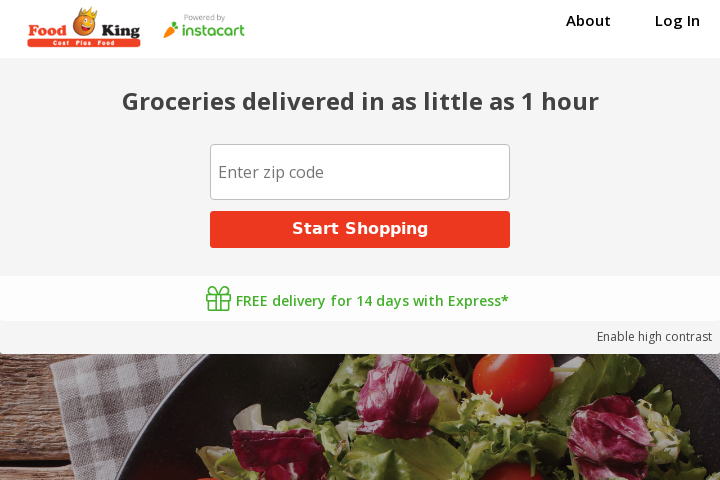 Food King
Cost Plus Food
Powered by
instacart
About
Log In
Groceries delivered in as little as 1 hour
Enter zip code
Start Shopping
FREE delivery for 14 days with Express*
Enable high contrast